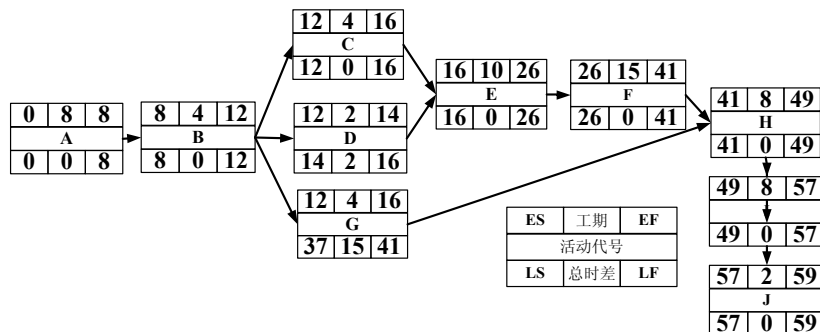 0 8 8
A
0 0 8
8 4 12
B
8 0 12
12 4 16
C
12 0 16
12 2 14
D
14 2 16
12 4 16
G
37 15 41
16 10 26
E
16 0 26
26 15 41
F
26 0 41
41 8 49
H
41 0 49
49 8 57
49 0 57
57 2 59
J
57 0 59
ES 工期 EF
活动代号
LS 总时差 LF